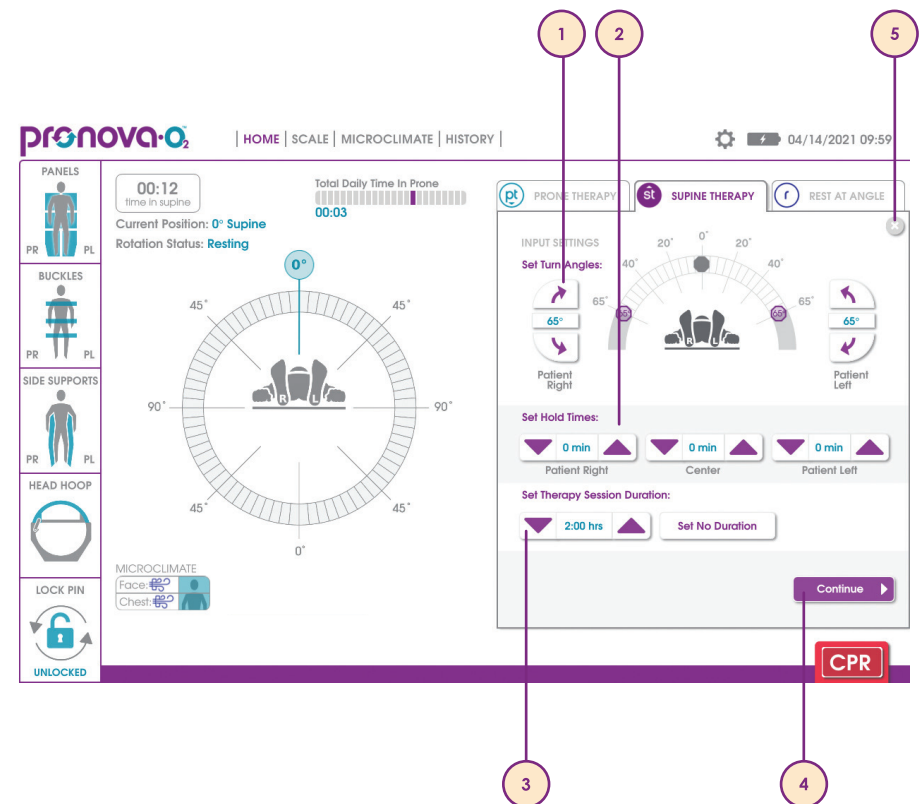 1
2
5
pronova·O2
HOME | SCALE | MICROCLIMATE | HISTORY |
04/14/2021 09:59
PANELS
PR PL
BUCKLES
PR PL
SIDE SUPPORTS
PR PL
HEAD HOOP
LOCK PIN
UNLOCKED
00:12
time in supine
Total Daily Time In Prone
00:03
Current Position: 0° Supine
Rotation Status: Resting
0°
45° 45°
R L
90° 90°
45° 45°
0°
MICROCLIMATE
Face:
Chest:
pt PRONE THERAPY
st SUPINE THERAPY
r REST AT ANGLE
X
INPUT SETTINGS
Set Turn Angles:
65°
Patient
Right
0°
20° 20°
40° 40°
65° 65°
65° 65°
R L
65°
Patient
Left
Set Hold Times:
0 min 0 min 0 min
Patient Right Center Patient Left
Set Therapy Session Duration:
2:00 hrs Set No Duration
Continue
CPR
3
4